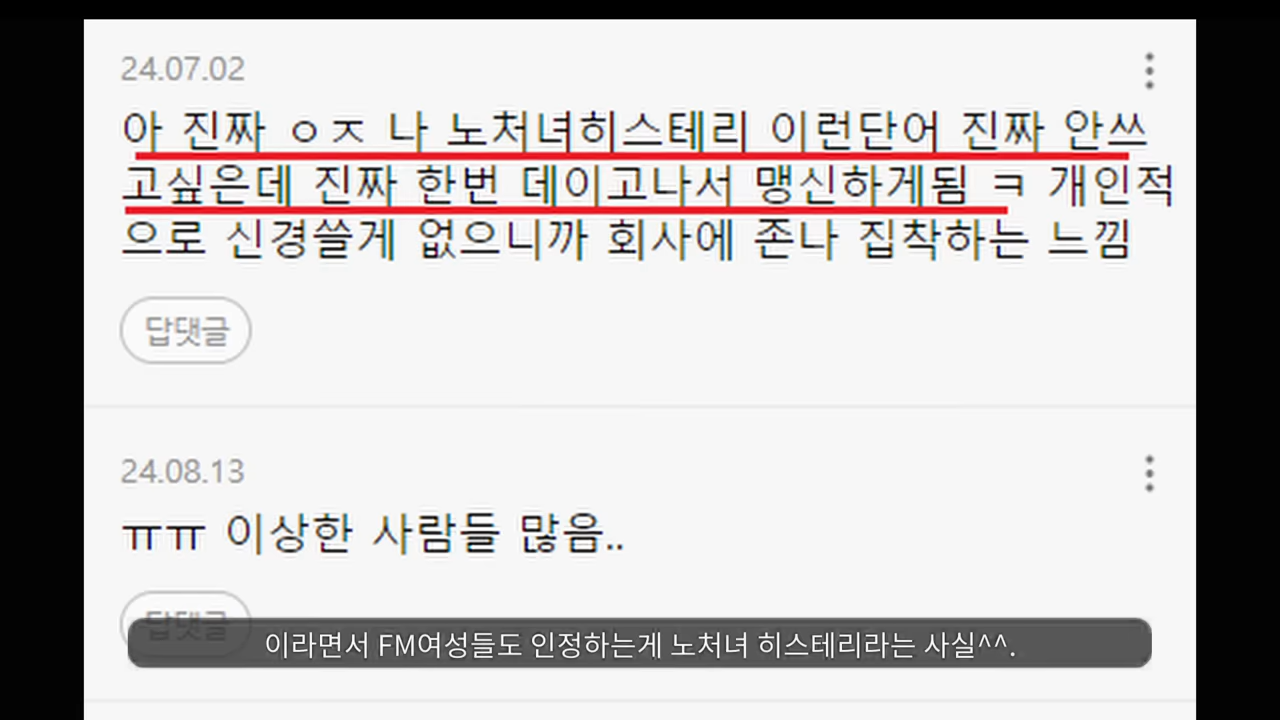 24.07.02
아 진짜 ㅇㅈ 나 노처녀히스테리 이런단어 진짜 안쓰
고싶은데 진짜 한번 데이고나서 맹신하게됨 ㅋ 개인적
으로 신경쓸게 없으니까 회사에 존나 집착하는 느낌
답댓글
24.08.13
ㅠㅠ 이상한 사람들 많음..
답댓글
이라면서 FM여성들도 인정하는게 노처녀 히스테리라는 사실^^.